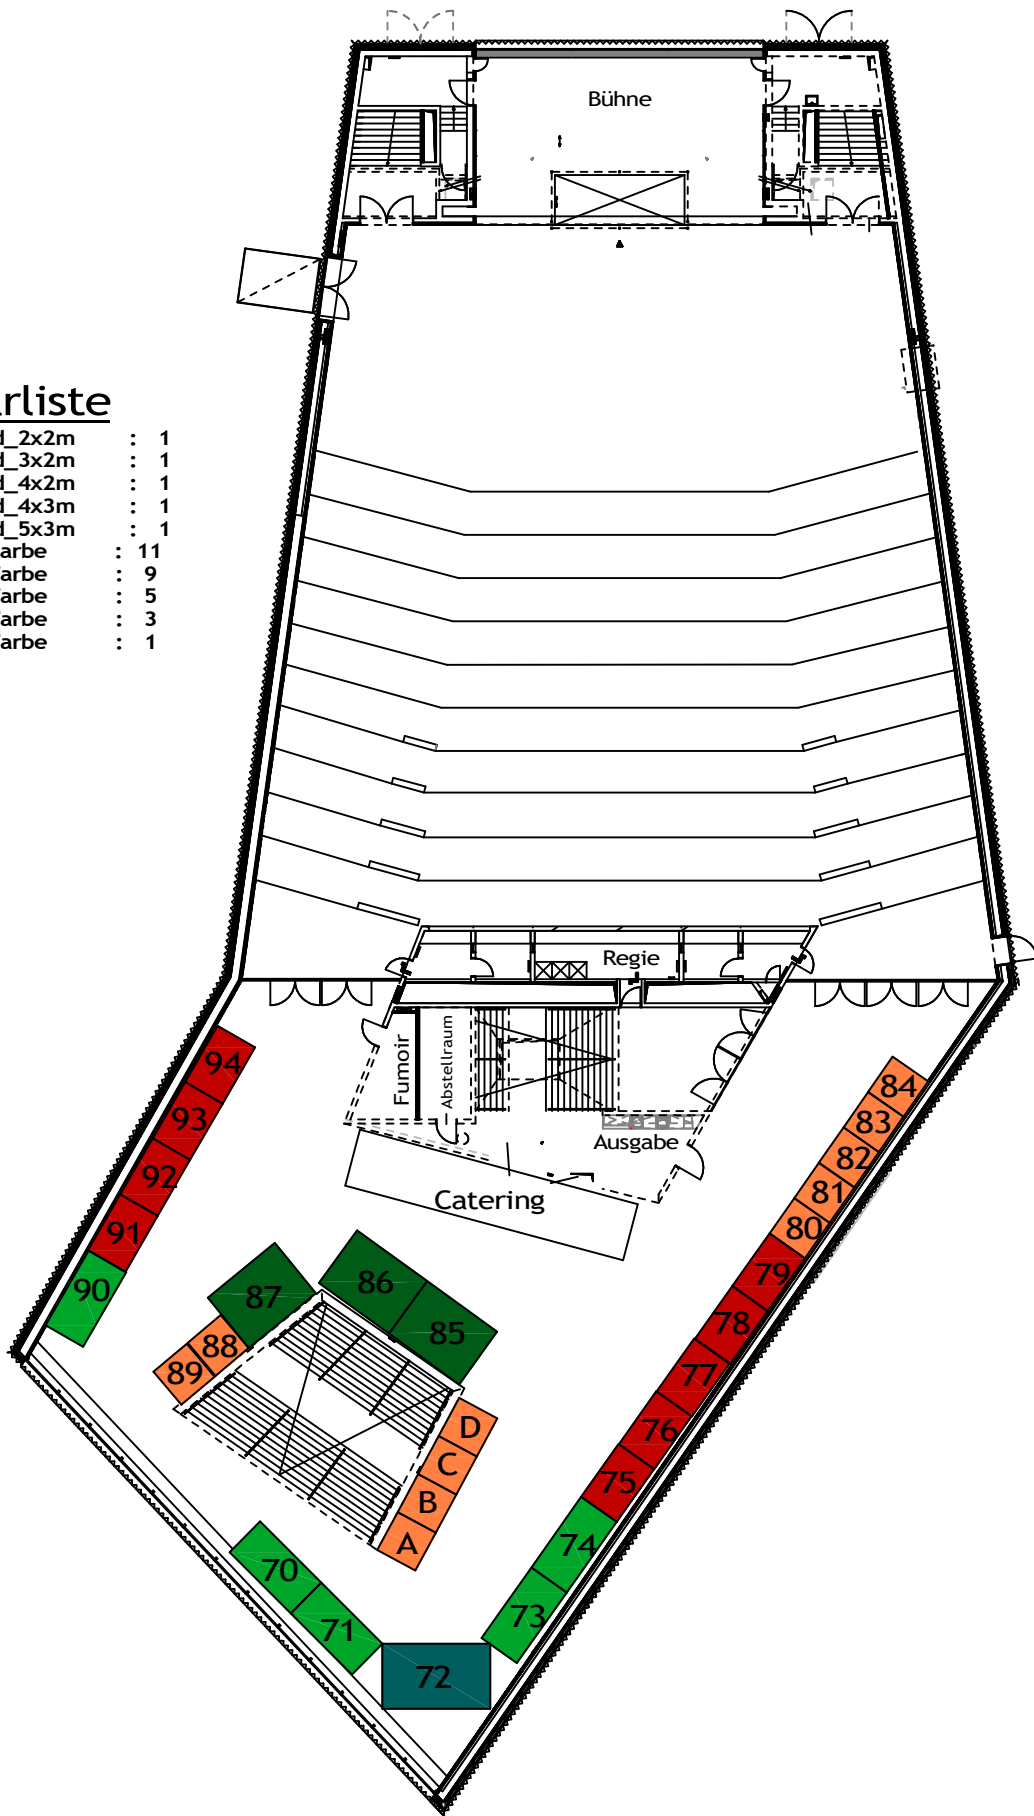 Bühne
rliste
d_2x2m : 1
d_3x2m : 1
d_4x2m : 1
d_4x3m : 1
d_5x3m : 1
arbe : 11
arbe : 9
arbe : 5
arbe : 3
arbe : 1
Regie
Fumoir
Abstellraum
Ausgabe
Catering
94
93
92
91
90
84
83
82
81
80
79
78
77
76
75
74
73
86
87
85
88
89
D
C
B
A
70
71
72